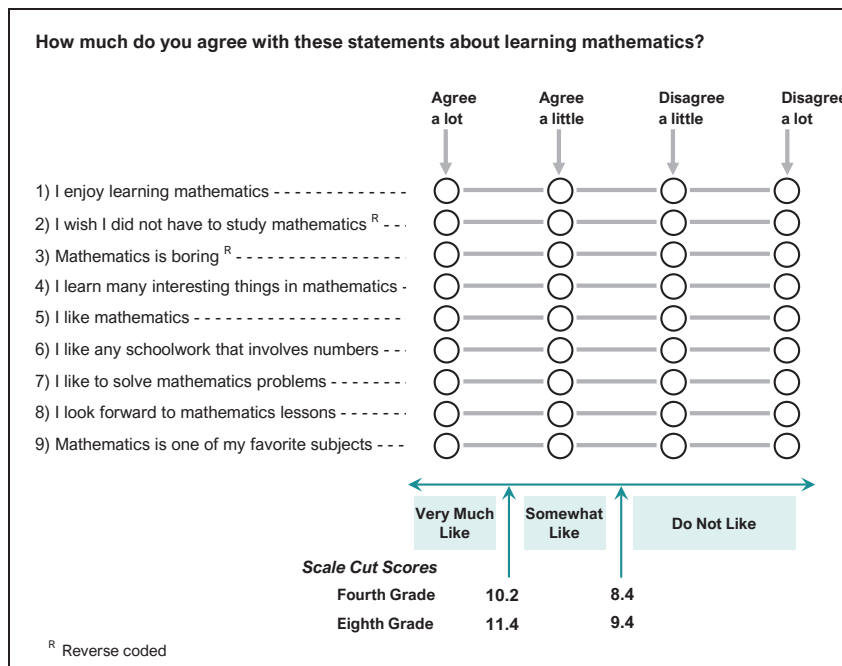 How much do you agree with these statements about learning mathematics?
Agree a lot
Agree a little
Disagree a little
Disagree a lot
1) I enjoy learning mathematics - - - - - - - - - - - - - - -
2) I wish I did not have to study mathematics R - - -
3) Mathematics is boring R - - - - - - - - - - - - - - - - - - -
4) I learn many interesting things in mathematics -
5) I like mathematics - - - - - - - - - - - - - - - - - - - - - - -
6) I like any schoolwork that involves numbers - - -
7) I like to solve mathematics problems - - - - - - - - -
8) I look forward to mathematics lessons - - - - - - - -
9) Mathematics is one of my favorite subjects - - - -
Very Much Like
Somewhat Like
Do Not Like
Scale Cut Scores
Fourth Grade 10.2 8.4
Eighth Grade 11.4 9.4
R Reverse coded